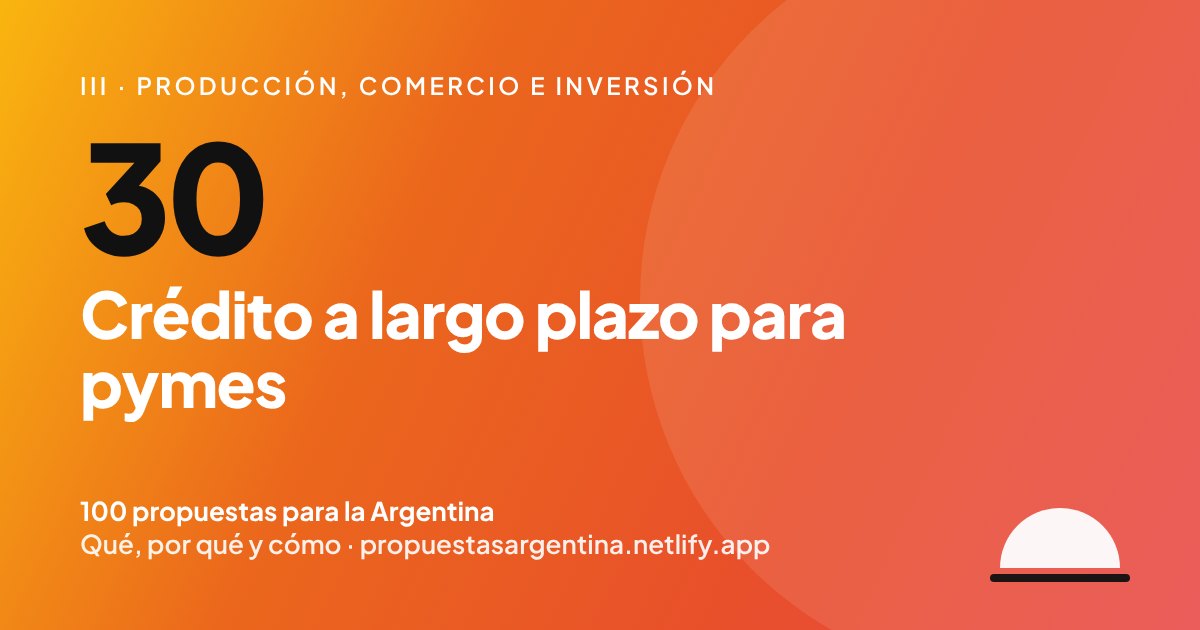 III · PRODUCCIÓN, COMERCIO E INVERSIÓN
30
Crédito a largo plazo para
pymes
100 propuestas para la Argentina
Qué, por qué y cómo · propuestasargentina.netlify.app